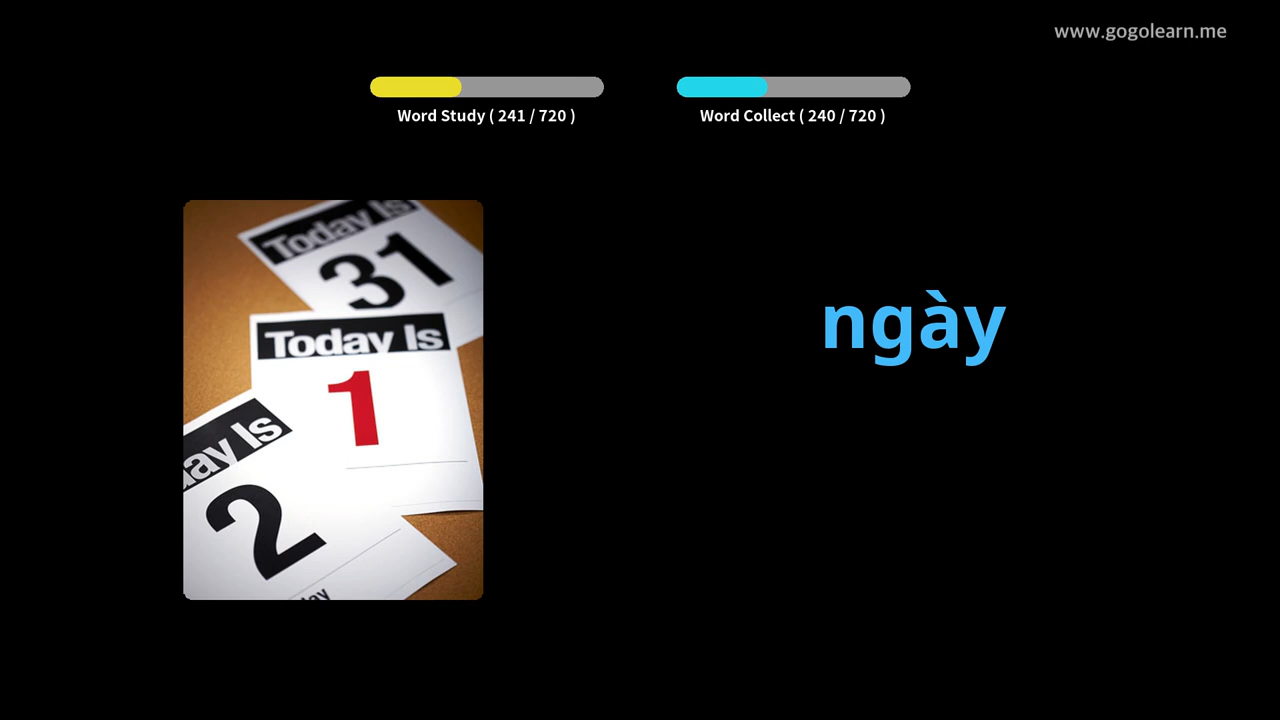 www.gogolearn.me
Word Study ( 241 / 720 )
Word Collect ( 240 / 720 )
Today Is
31
Today Is
1
ay Is
2
ngày